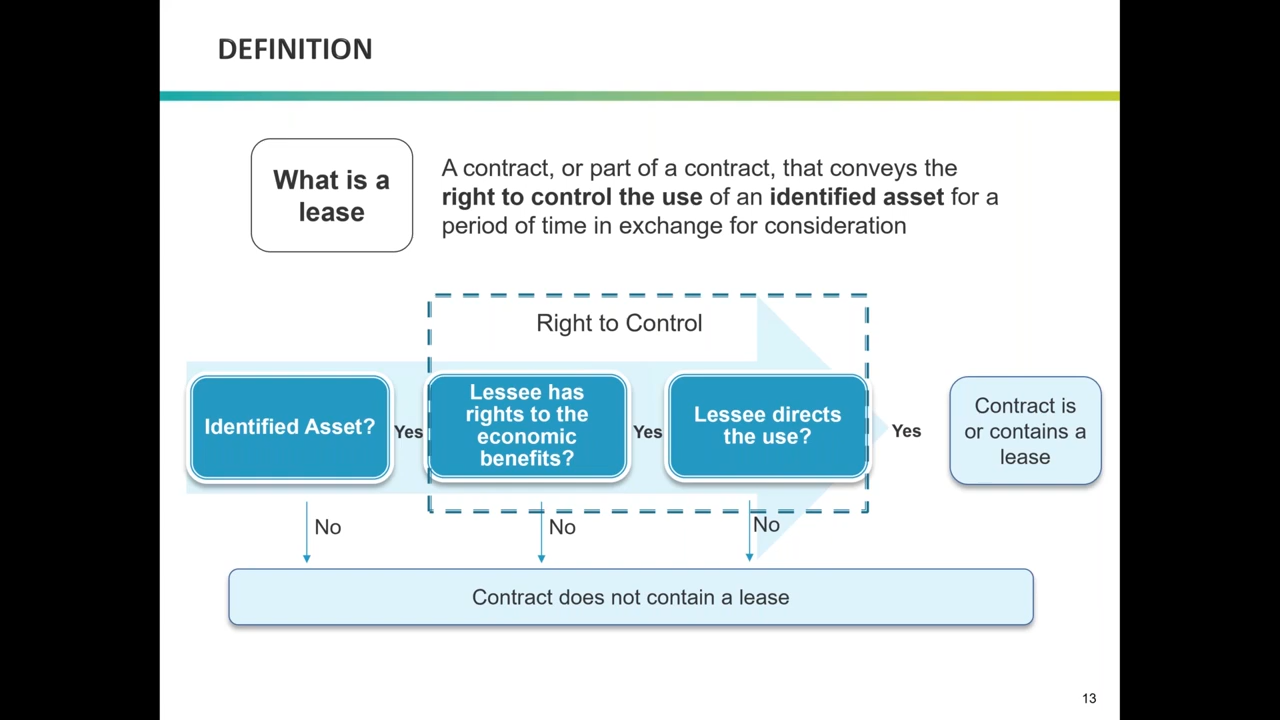 DEFINITION
What is a
lease
A contract, or part of a contract, that conveys the
right to control the use of an identified asset for a
period of time in exchange for consideration
Right to Control
Identified Asset?
Yes
Lessee has
rights to the
economic
benefits?
Yes
Lessee directs
the use?
Yes
Contract is
or contains a
lease
No
No
No
Contract does not contain a lease
13